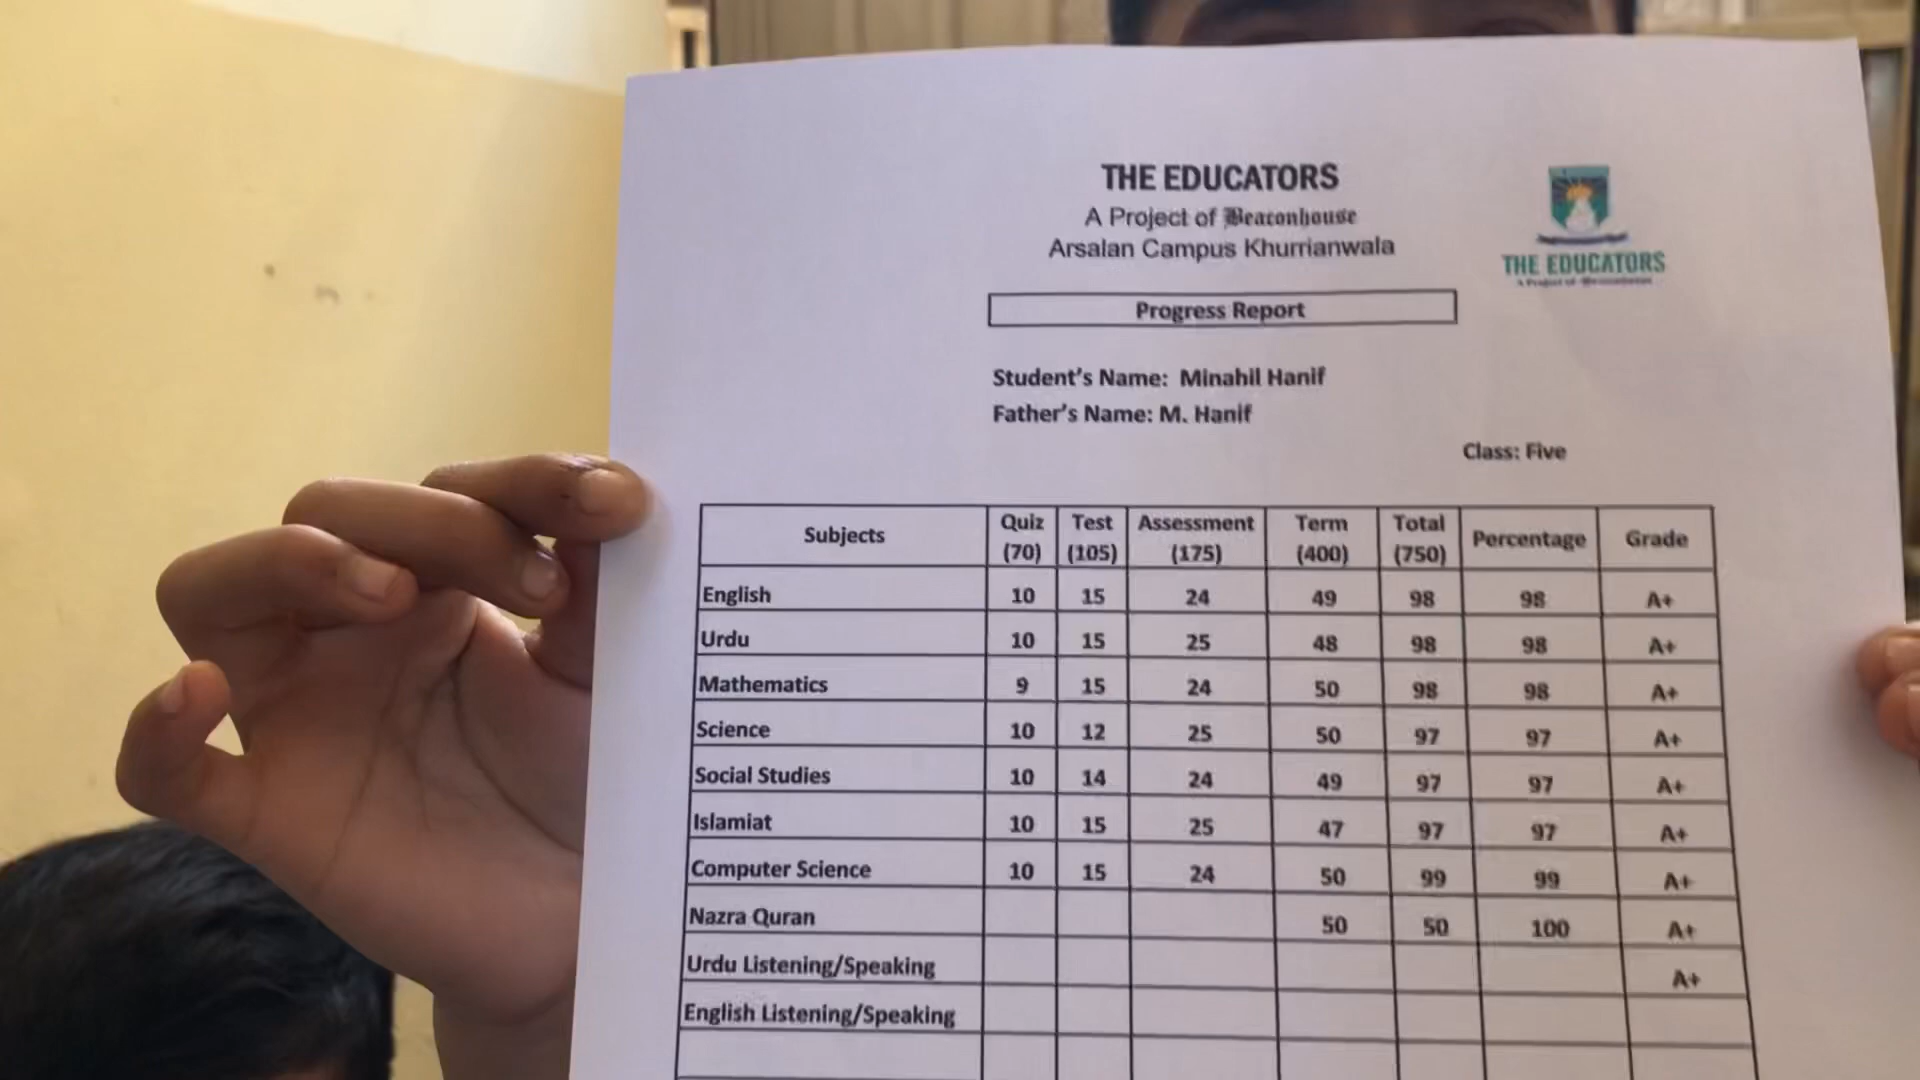 THE EDUCATORS
A Project of Beaconhouse
Arsalan Campus Khurrianwala
THE EDUCATORS
A Project of Beaconhouse
Progress Report
Student's Name: Minahil Hanif
Father's Name: M. Hanif
Class: Five
Subjects Quiz (70) Test (105) Assessment (175) Term (400) Total (750) Percentage Grade
English 10 15 24 49 98 98 A+
Urdu 10 15 25 48 98 98 A+
Mathematics 9 15 24 50 98 98 A+
Science 10 12 25 50 97 97 A+
Social Studies 10 14 24 49 97 97 A+
Islamiat 10 15 25 47 97 97 A+
Computer Science 10 15 24 50 99 99 A+
Nazra Quran 50 50 100 A+
Urdu Listening/Speaking A+
English Listening/Speaking